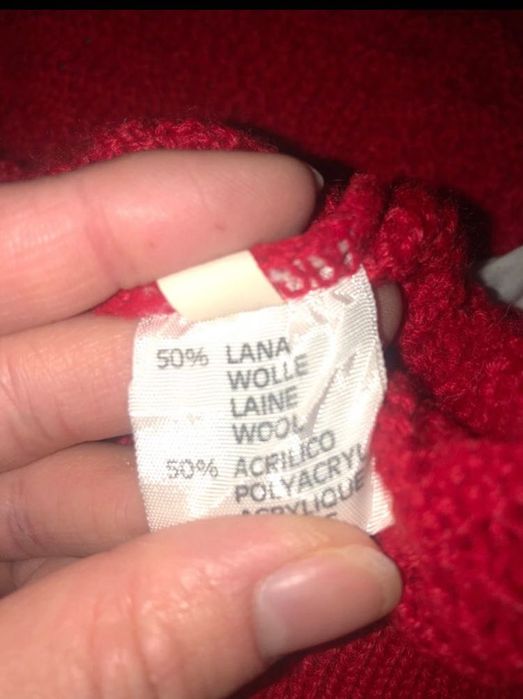 50% LANA
WOLLE
LAINE
WOOL
50% ACRILICO
POLYACRYL
ACRYLIQUE